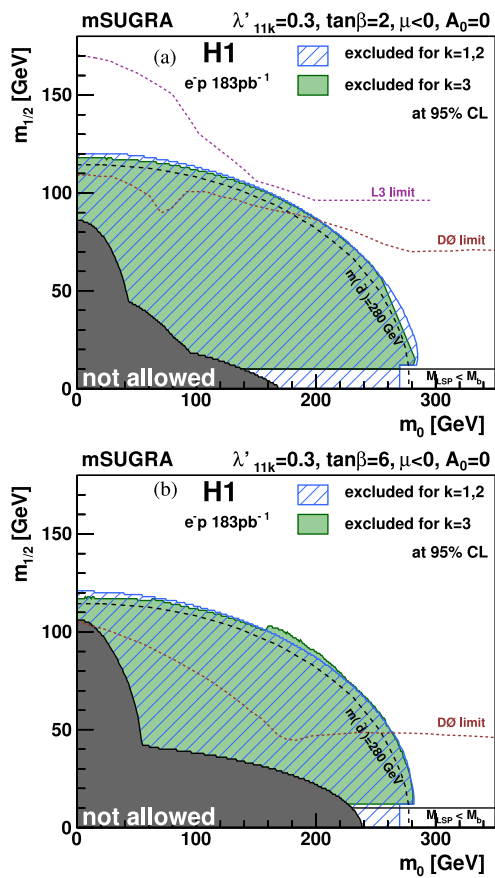 mSUGRA λ'11k=0.3, tanβ=2, μ<0, A0=0
(a) H1
e-p 183pb-1
excluded for k=1,2
excluded for k=3
at 95% CL
m1/2 [GeV]
150
100
50
0
L3 limit
DØ limit
m(d̃)=280 GeV
not allowed
MLSP < Mb
0 100 200 300
m0 [GeV]
mSUGRA λ'11k=0.3, tanβ=6, μ<0, A0=0
(b) H1
e-p 183pb-1
excluded for k=1,2
excluded for k=3
at 95% CL
m1/2 [GeV]
150
100
50
0
DØ limit
m(d̃)=280 GeV
not allowed
MLSP < Mb
0 100 200 300
m0 [GeV]